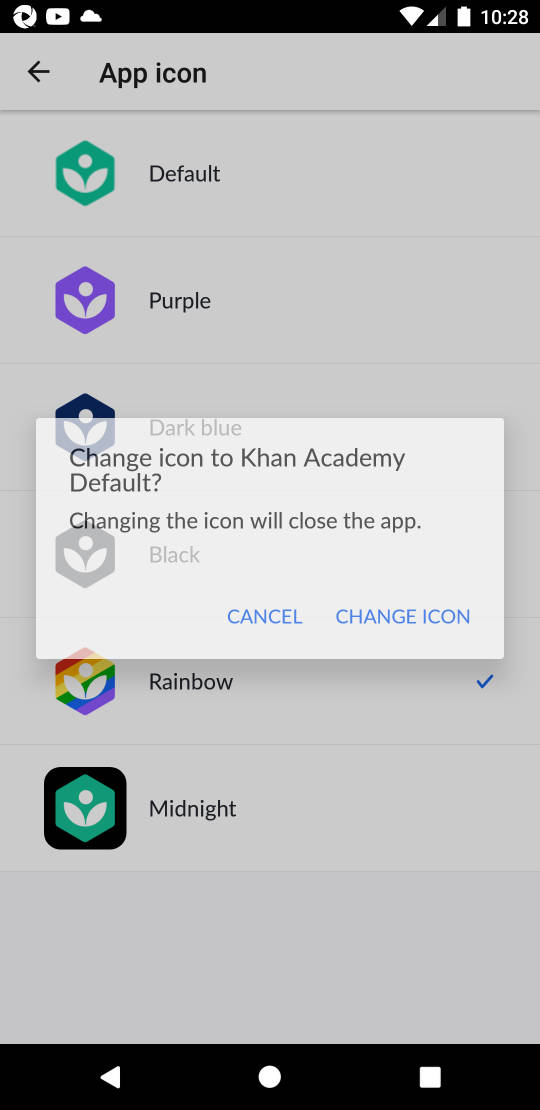 10:28
App icon
Default
Purple
Dark blue
Change icon to Khan Academy
Default?
Changing the icon will close the app.
Black
CANCEL CHANGE ICON
Rainbow
Midnight